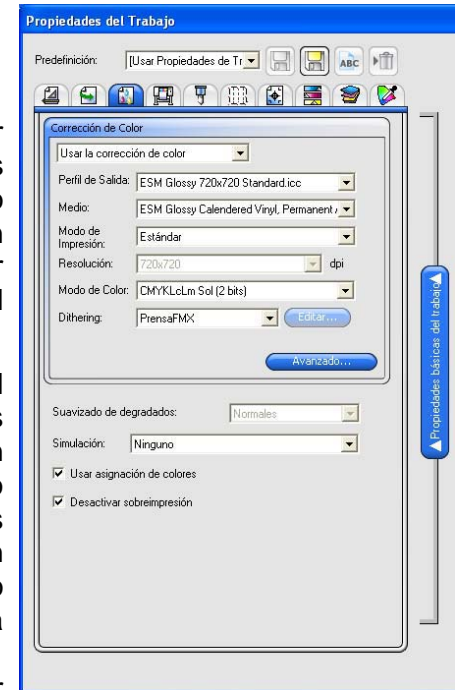 Propiedades del Trabajo
Predefinición: [Usar Propiedades de Tr
ABC
Corrección de Color
Usar la corrección de color
Perfil de Salida: ESM Glossy 720x720 Standard.icc
Medio: ESM Glossy Calendered Vinyl, Permanent
Modo de Impresión: Estándar
Resolución: 720x720 dpi
Modo de Color: CMYKLcLm Sol (2 bits)
Dithering: PrensaFMX Editar...
Avanzado...
Suavizado de degradados: Normales
Simulación: Ninguno
Usar asignación de colores
Desactivar sobreimpresión
Propiedades básicas del trabajo